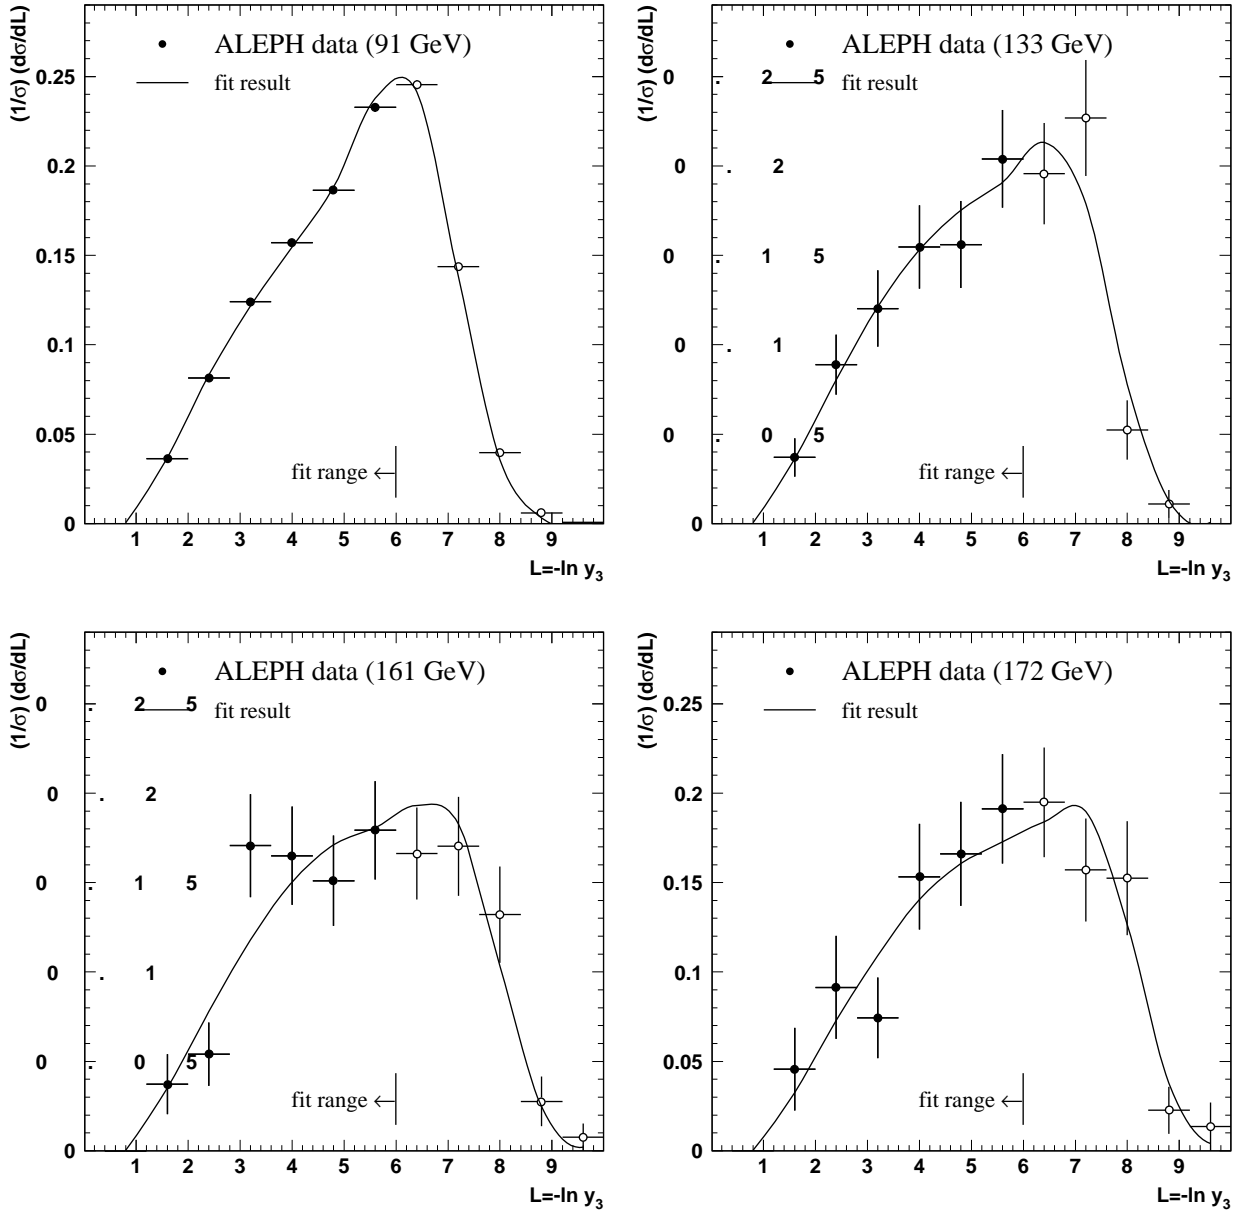 (1/σ) (dσ/dL)
ALEPH data (91 GeV)
fit result
0.25
0.2
0.15
0.1
0.05
0
fit range ←
1 2 3 4 5 6 7 8 9
L=-ln y3
(1/σ) (dσ/dL)
ALEPH data (133 GeV)
fit result
0 . 2 5
0 . 2
0 . 1 5
0 . 1
0 . 0 5
0
fit range ←
1 2 3 4 5 6 7 8 9
L=-ln y3
(1/σ) (dσ/dL)
ALEPH data (161 GeV)
fit result
0 . 2 5
0 . 2
0 . 1 5
0 . 1
0 . 0 5
0
fit range ←
1 2 3 4 5 6 7 8 9
L=-ln y3
(1/σ) (dσ/dL)
ALEPH data (172 GeV)
fit result
0.25
0.2
0.15
0.1
0.05
0
fit range ←
1 2 3 4 5 6 7 8 9
L=-ln y3